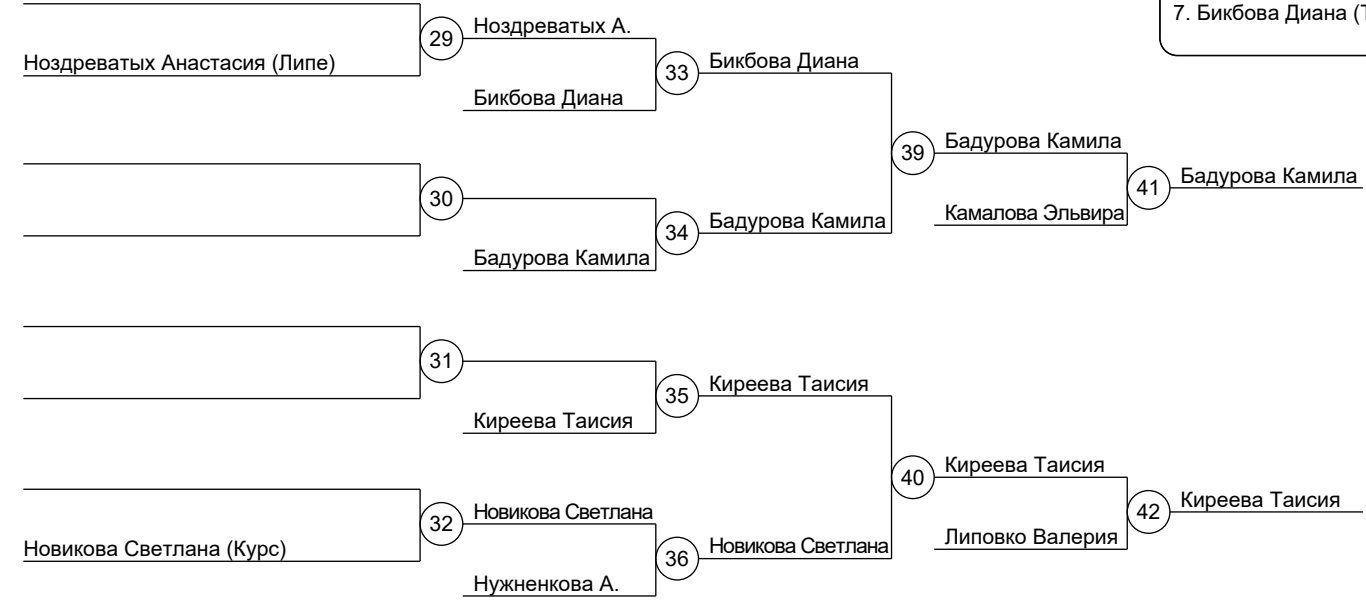 7. Бикбова Диана (Т
29
Ноздреватых А.
Ноздреватых Анастасия (Липе)
33
Бикбова Диана
Бикбова Диана
39
Бадурова Камила
41
Бадурова Камила
30
34
Бадурова Камила
Камалова Эльвира
Бадурова Камила
31
35
Киреева Таисия
Киреева Таисия
40
Киреева Таисия
42
Киреева Таисия
32
Новикова Светлана
Новикова Светлана (Курс)
36
Новикова Светлана
Липовко Валерия
Нужненкова А.